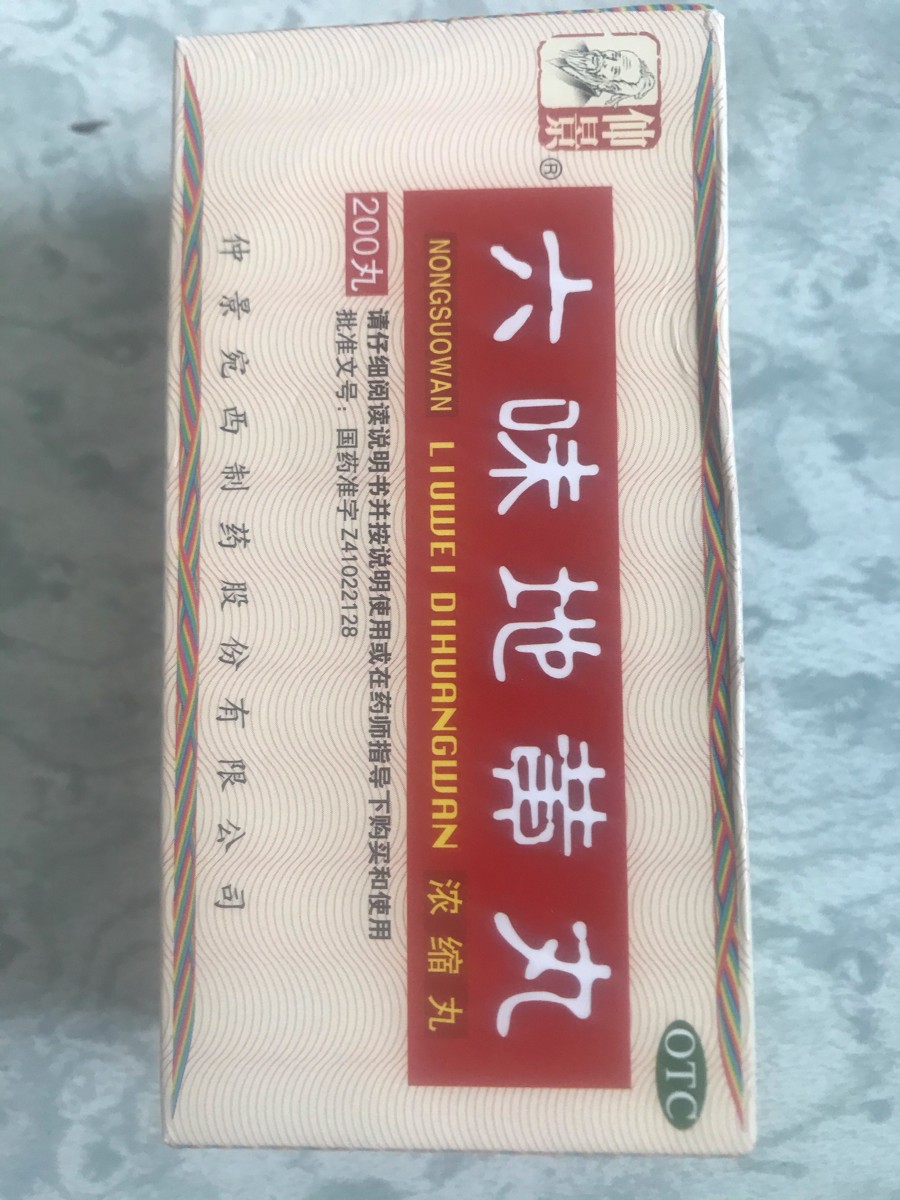 仲景®
六味地黄丸
NONGSUOWAN LIUWEI DIHUANGWAN 浓缩丸
200丸
请仔细阅读说明书并按说明使用或在药师指导下购买和使用
批准文号：国药准字Z41022128
仲景宛西制药股份有限公司
OTC